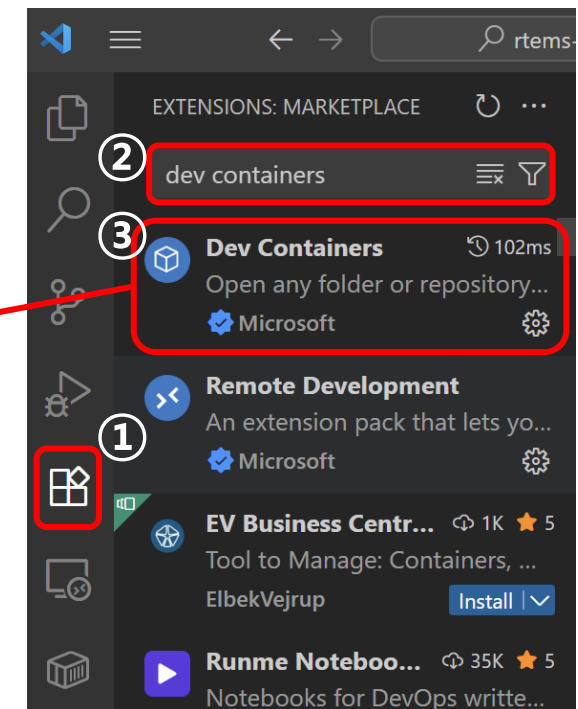 rtems-
EXTENSIONS: MARKETPLACE
②
dev containers
③
Dev Containers 102ms
Open any folder or repository...
Microsoft
Remote Development
An extension pack that lets yo...
①
Microsoft
EV Business Centr... 1K 5
Tool to Manage: Containers, ...
ElbekVejrup Install
Runme Noteboo... 35K 5
Notebooks for DevOps writte...